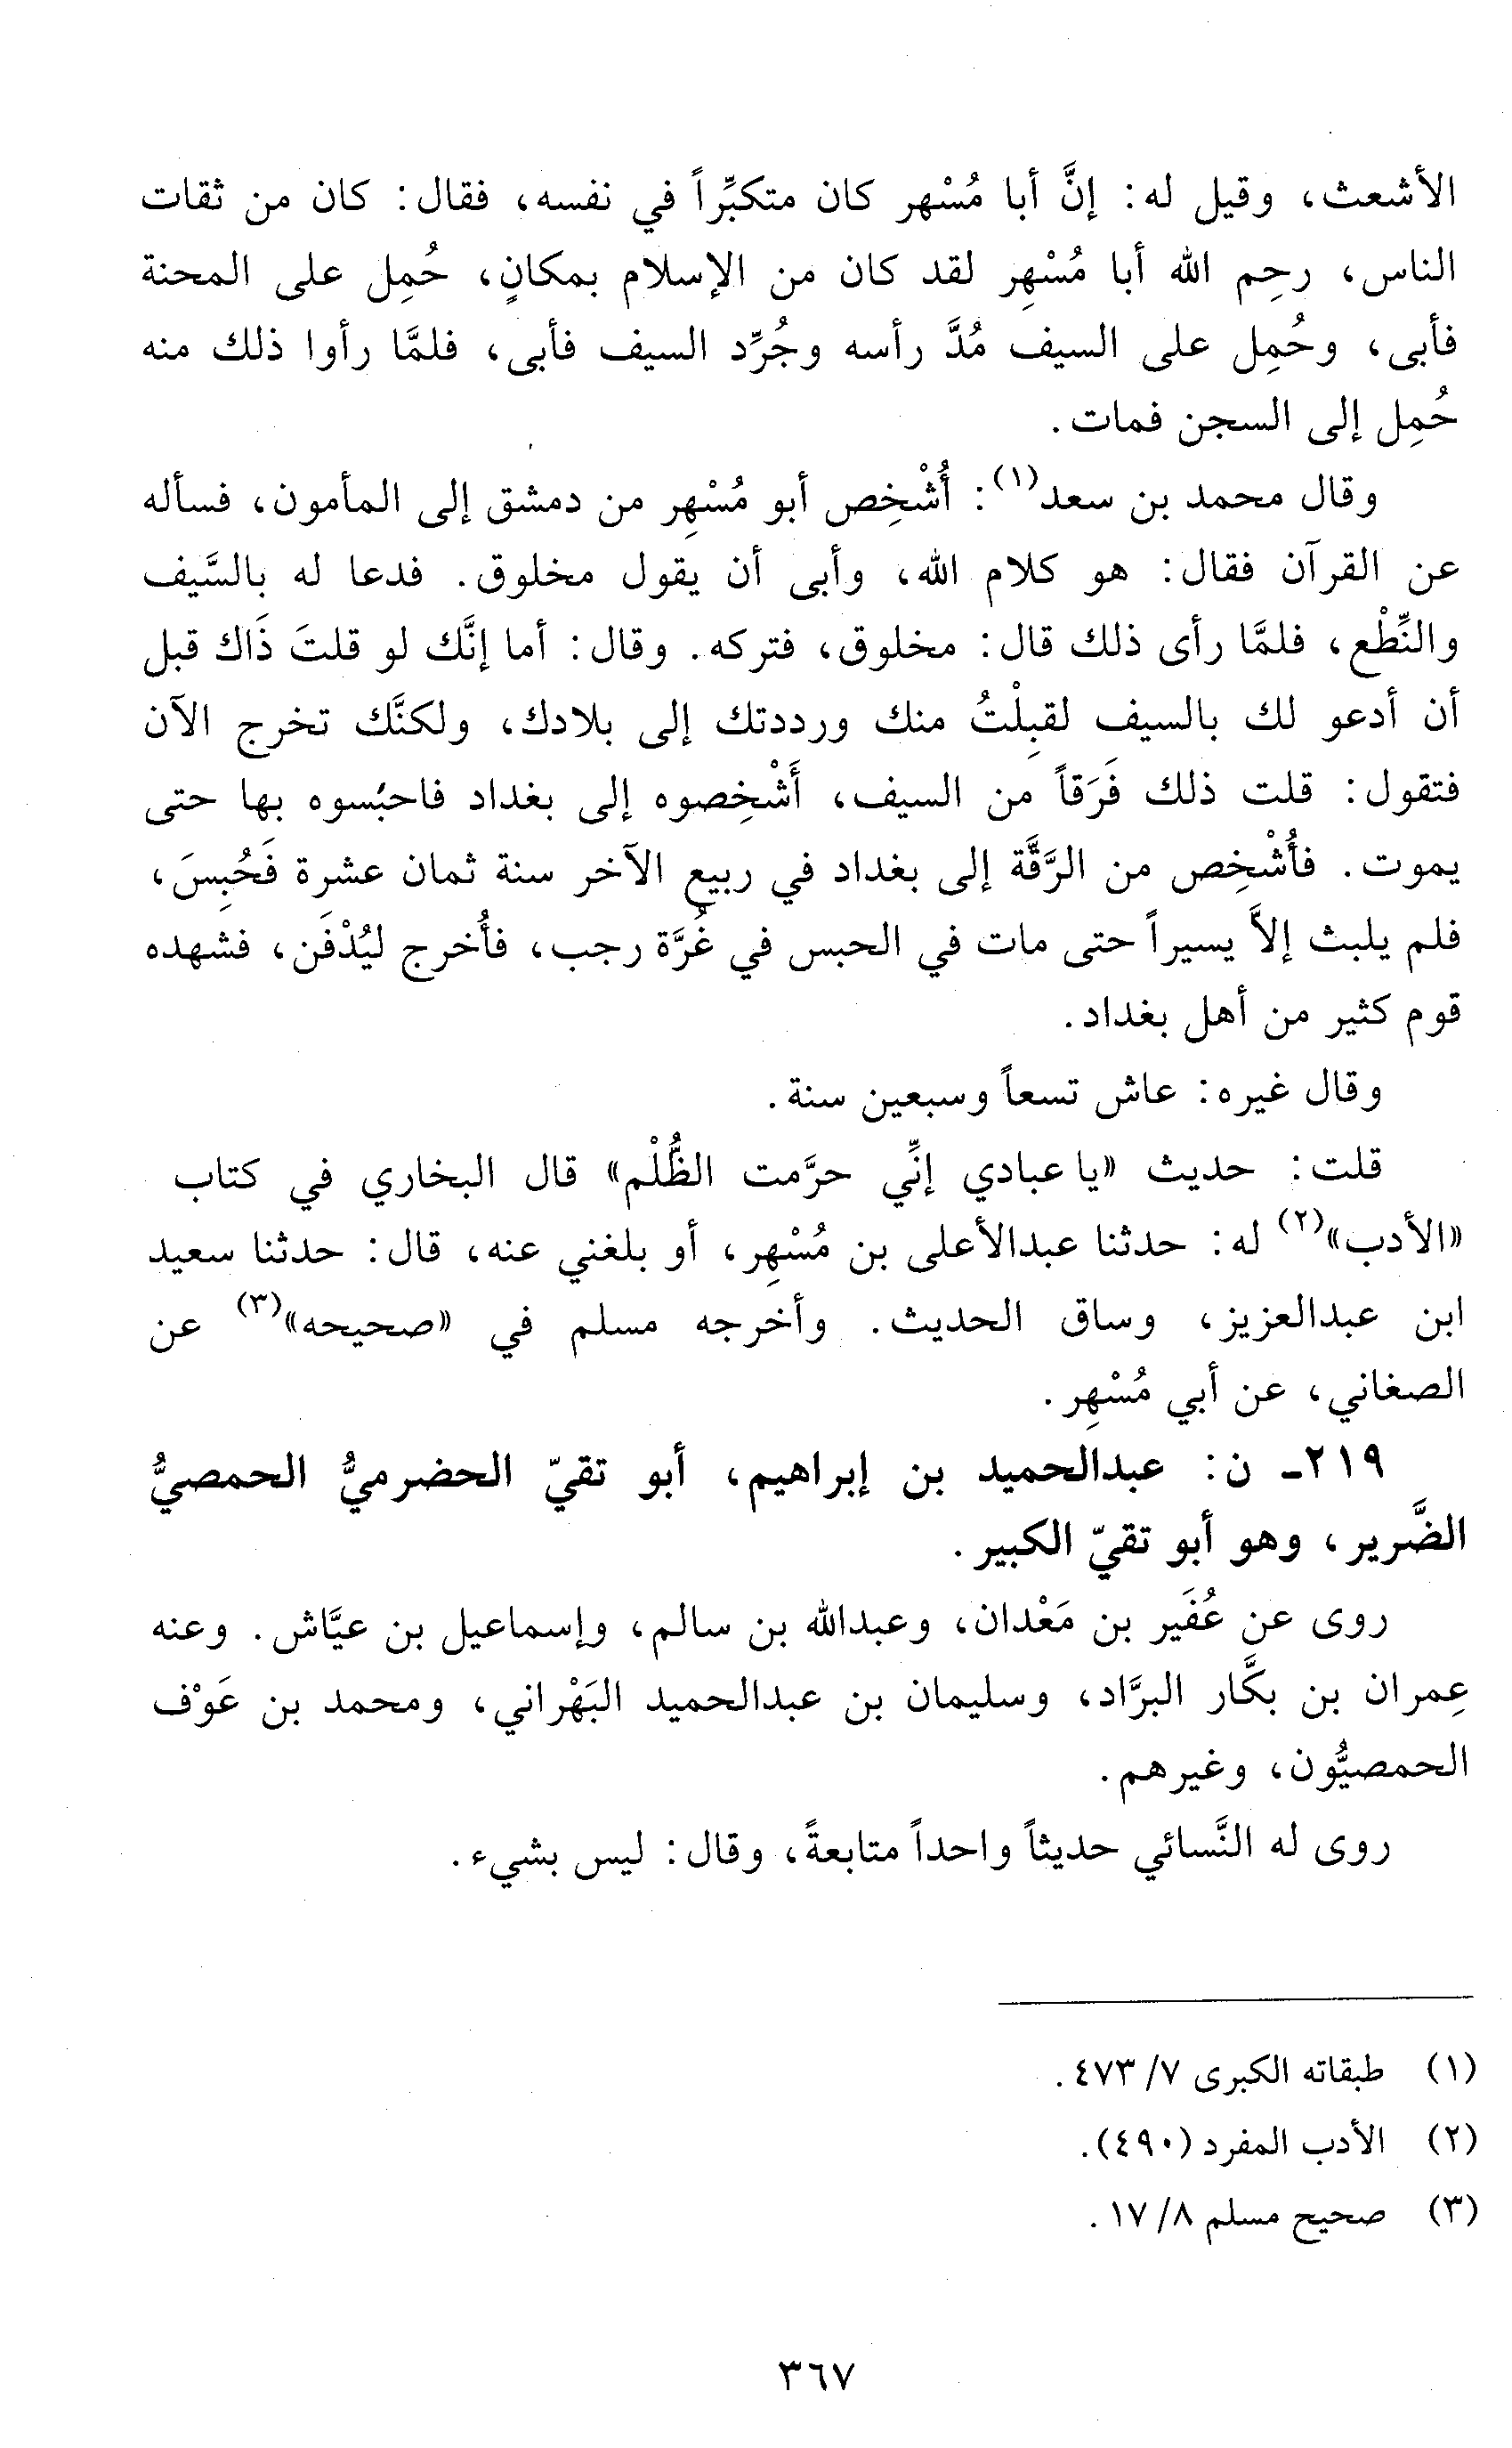 الأشعث، وقيل له: إنَّ أبا مُسْهر كان متكبِّراً في نفسه، فقال: كان من ثقات
الناس، رحِم الله أبا مُسْهِر لقد كان من الإسلام بمكانٍ، حُمِل على المحنة
فأبى، وحُمِل على السيف مُدَّ رأسه وجُرِّد السيف فأبى، فلمَّا رأوا ذلك منه
حُمِل إلى السجن فمات.
وقال محمد بن سعد(١): أُشْخِص أبو مُسْهِر من دمشق إلى المأمون، فسأله
عن القرآن فقال: هو كلام الله، وأبى أن يقول مخلوق. فدعا له بالسَّيف
والنِّطْع، فلمَّا رأى ذلك قال: مخلوق، فتركه. وقال: أما إنَّك لو قلتَ ذَاك قبل
أن أدعو لك بالسيف لقبِلْتُ منك ورددتك إلى بلادك، ولكنَّك تخرج الآن
فتقول: قلت ذلك فَرَقاً من السيف، أَشْخِصوه إلى بغداد فاحبُسوه بها حتى
يموت. فأُشْخِص من الرَّقَّة إلى بغداد في ربيع الآخر سنة ثمان عشرة فَحُبِسَ،
فلم يلبث إلاَّ يسيراً حتى مات في الحبس في غُرَّة رجب، فأُخرج ليُدْفَن، فشهده
قوم كثير من أهل بغداد.
وقال غيره: عاش تسعاً وسبعين سنة.
قلت: حديث «يا عبادي إنِّي حرَّمت الظُّلْم» قال البخاري في كتاب
«الأدب»(٢) له: حدثنا عبدالأعلى بن مُسْهِر، أو بلغني عنه، قال: حدثنا سعيد
ابن عبدالعزيز، وساق الحديث. وأخرجه مسلم في «صحيحه»(٣) عن
الصغاني، عن أبي مُسْهِر.
٢١٩- ن: عبدالحميد بن إبراهيم، أبو تقيّ الحضرميُّ الحمصيُّ
الضَّرير، وهو أبو تقيّ الكبير.
روى عن عُفَير بن مَعْدان، وعبدالله بن سالم، وإسماعيل بن عيَّاش. وعنه
عِمران بن بكَّار البرَّاد، وسليمان بن عبدالحميد البَهْراني، ومحمد بن عَوْف
الحمصيُّون، وغيرهم.
روى له النَّسائي حديثاً واحداً متابعةً، وقال: ليس بشيء.
(١) طبقاته الكبرى ٧/ ٤٧٣.
(٢) الأدب المفرد (٤٩٠).
(٣) صحيح مسلم ٨/ ١٧.
٣٦٧